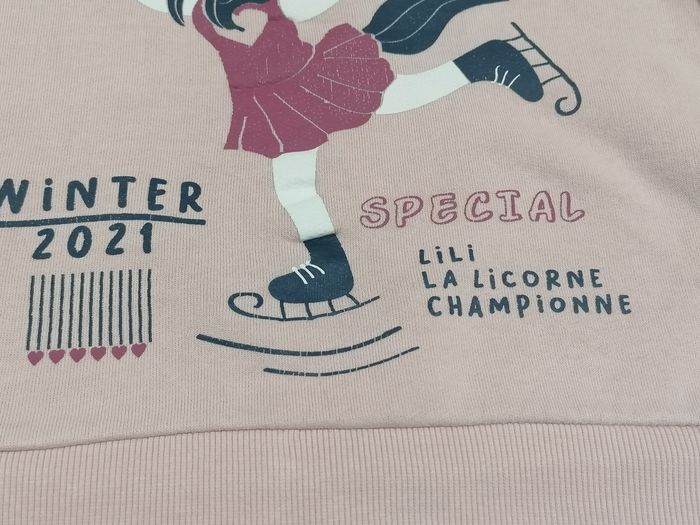 WiNTER
2021
SPECIAL
LiLi
LA LiCORNE
CHAMPiONNE